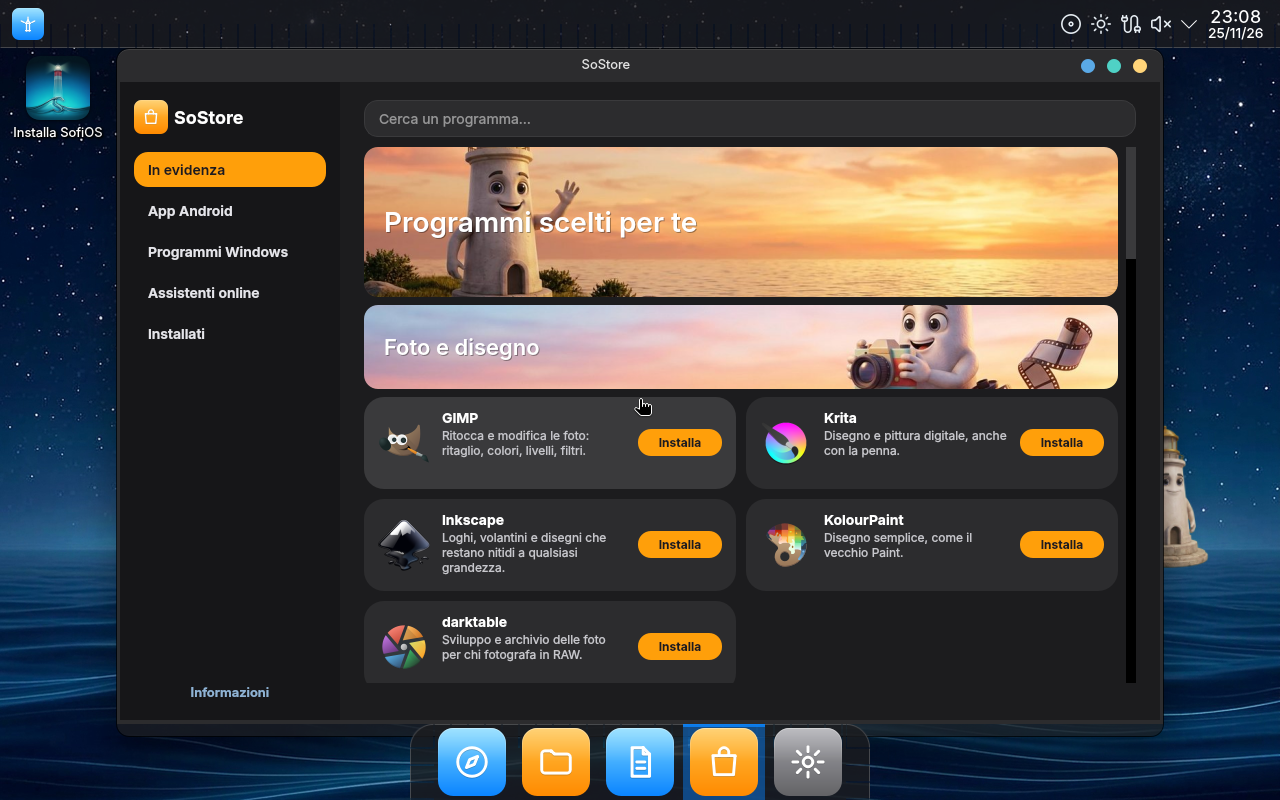 23:08
25/11/26
SoStore
Installa SofiOS
SoStore
Cerca un programma...
In evidenza
App Android
Programmi Windows
Assistenti online
Installati
Informazioni
Programmi scelti per te
Foto e disegno
GIMP
Ritocca e modifica le foto:
ritaglio, colori, livelli, filtri.
Installa
Krita
Disegno e pittura digitale, anche
con la penna.
Installa
Inkscape
Loghi, volantini e disegni che
restano nitidi a qualsiasi
grandezza.
Installa
KolourPaint
Disegno semplice, come il
vecchio Paint.
Installa
darktable
Sviluppo e archivio delle foto
per chi fotografa in RAW.
Installa